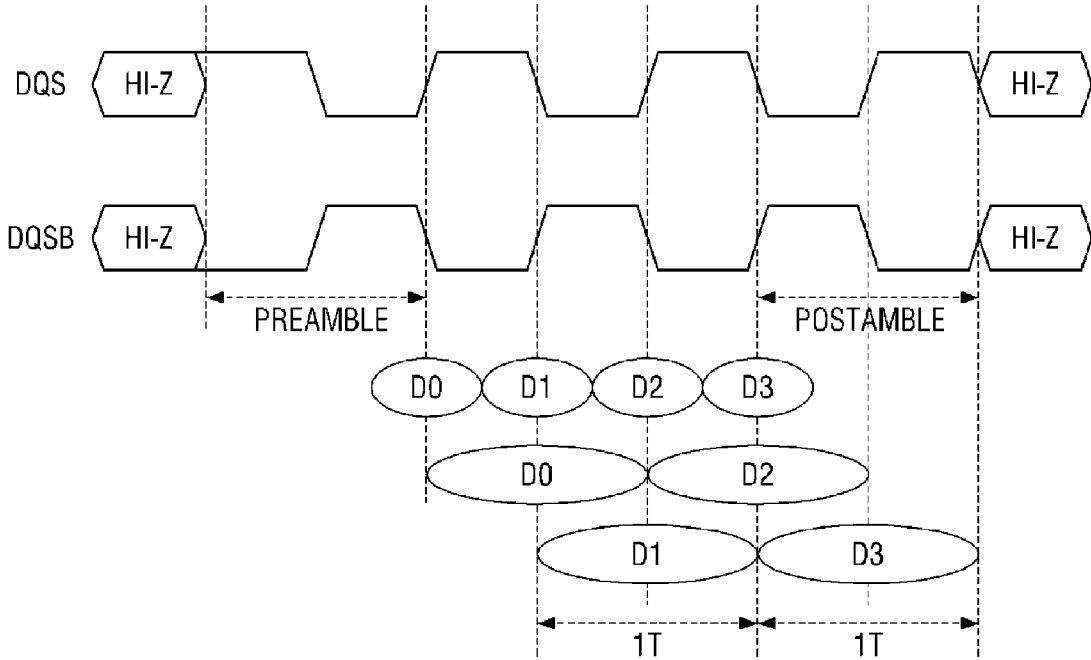 DQS HI-Z HI-Z
DQSB HI-Z HI-Z
PREAMBLE POSTAMBLE
D0 D1 D2 D3
D0 D2
D1 D3
1T 1T